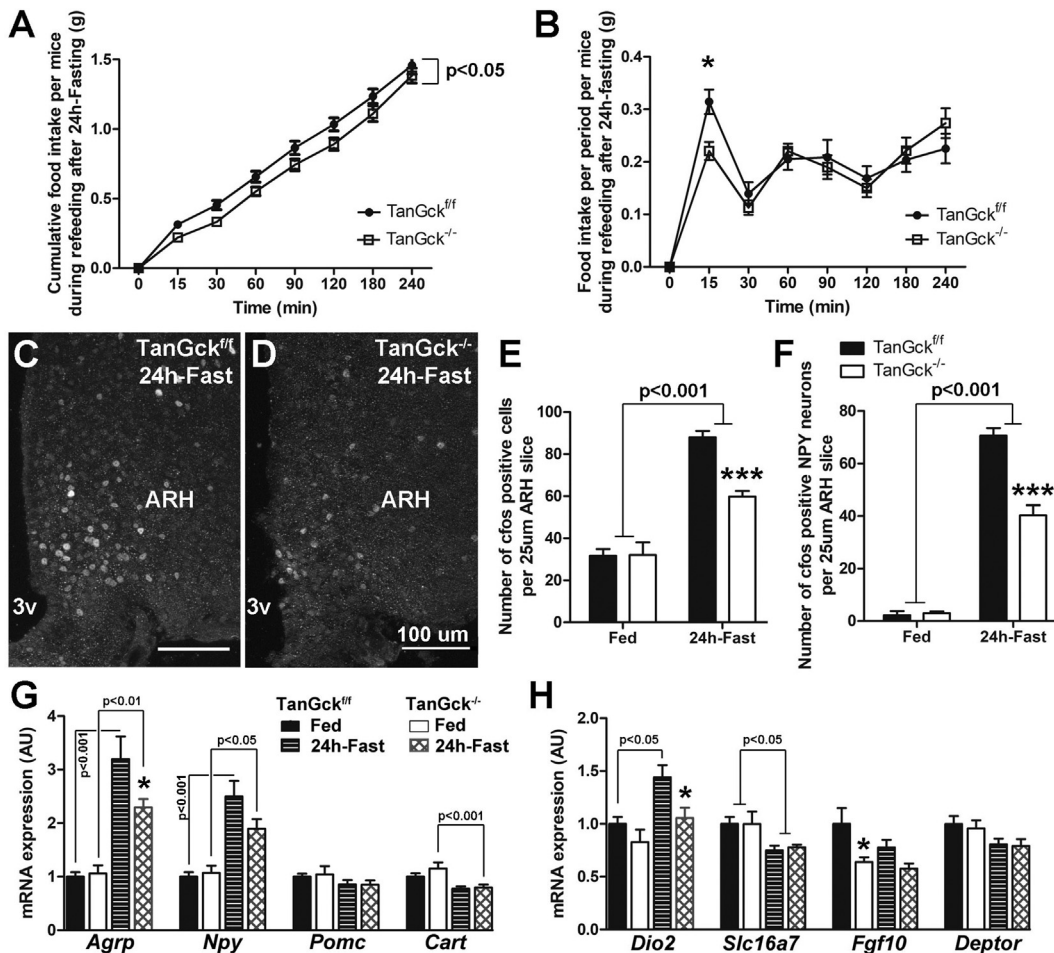 A
Cumulative food intake per mice
during refeeding after 24h-Fasting (g)
1.5
1.0
0.5
0.0
0 15 30 60 90 120 180 240
Time (min)
p<0.05
TanGck^f/f
TanGck^-/-
B
Food intake per period per mice
during refeeding after 24h-fasting (g)
0.4
0.3
0.2
0.1
0.0
*
0 15 30 60 90 120 180 240
Time (min)
TanGck^f/f
TanGck^-/-
C
TanGck^f/f
24h-Fast
ARH
3v
D
TanGck^-/-
24h-Fast
ARH
3v
100 um
E
Number of cfos positive cells
per 25um ARH slice
100
80
60
40
20
0
p<0.001
***
Fed 24h-Fast
F
TanGck^f/f
TanGck^-/-
Number of cfos positive NPY neurons
per 25um ARH slice
80
60
40
20
0
p<0.001
***
Fed 24h-Fast
G
TanGck^f/f TanGck^-/-
Fed Fed
24h-Fast 24h-Fast
mRNA expression (AU)
4
3
2
1
0
p<0.001
p<0.01
*
p<0.001
p<0.05
p<0.001
Agrp Npy Pomc Cart
H
mRNA expression (AU)
2.0
1.5
1.0
0.5
0.0
p<0.05
*
p<0.05
*
Dio2 Slc16a7 Fgf10 Deptor